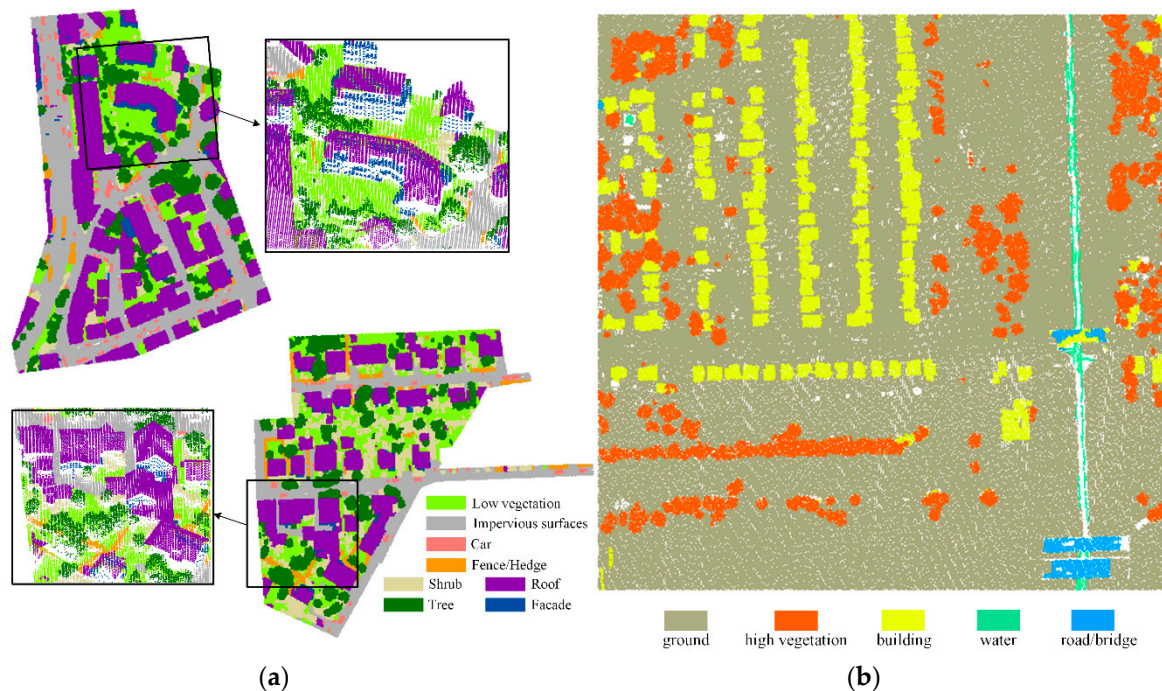 Low vegetation
Impervious surfaces
Car
Fence/Hedge
Shrub Roof
Tree Facade
ground high vegetation building water road/bridge
(a) (b)